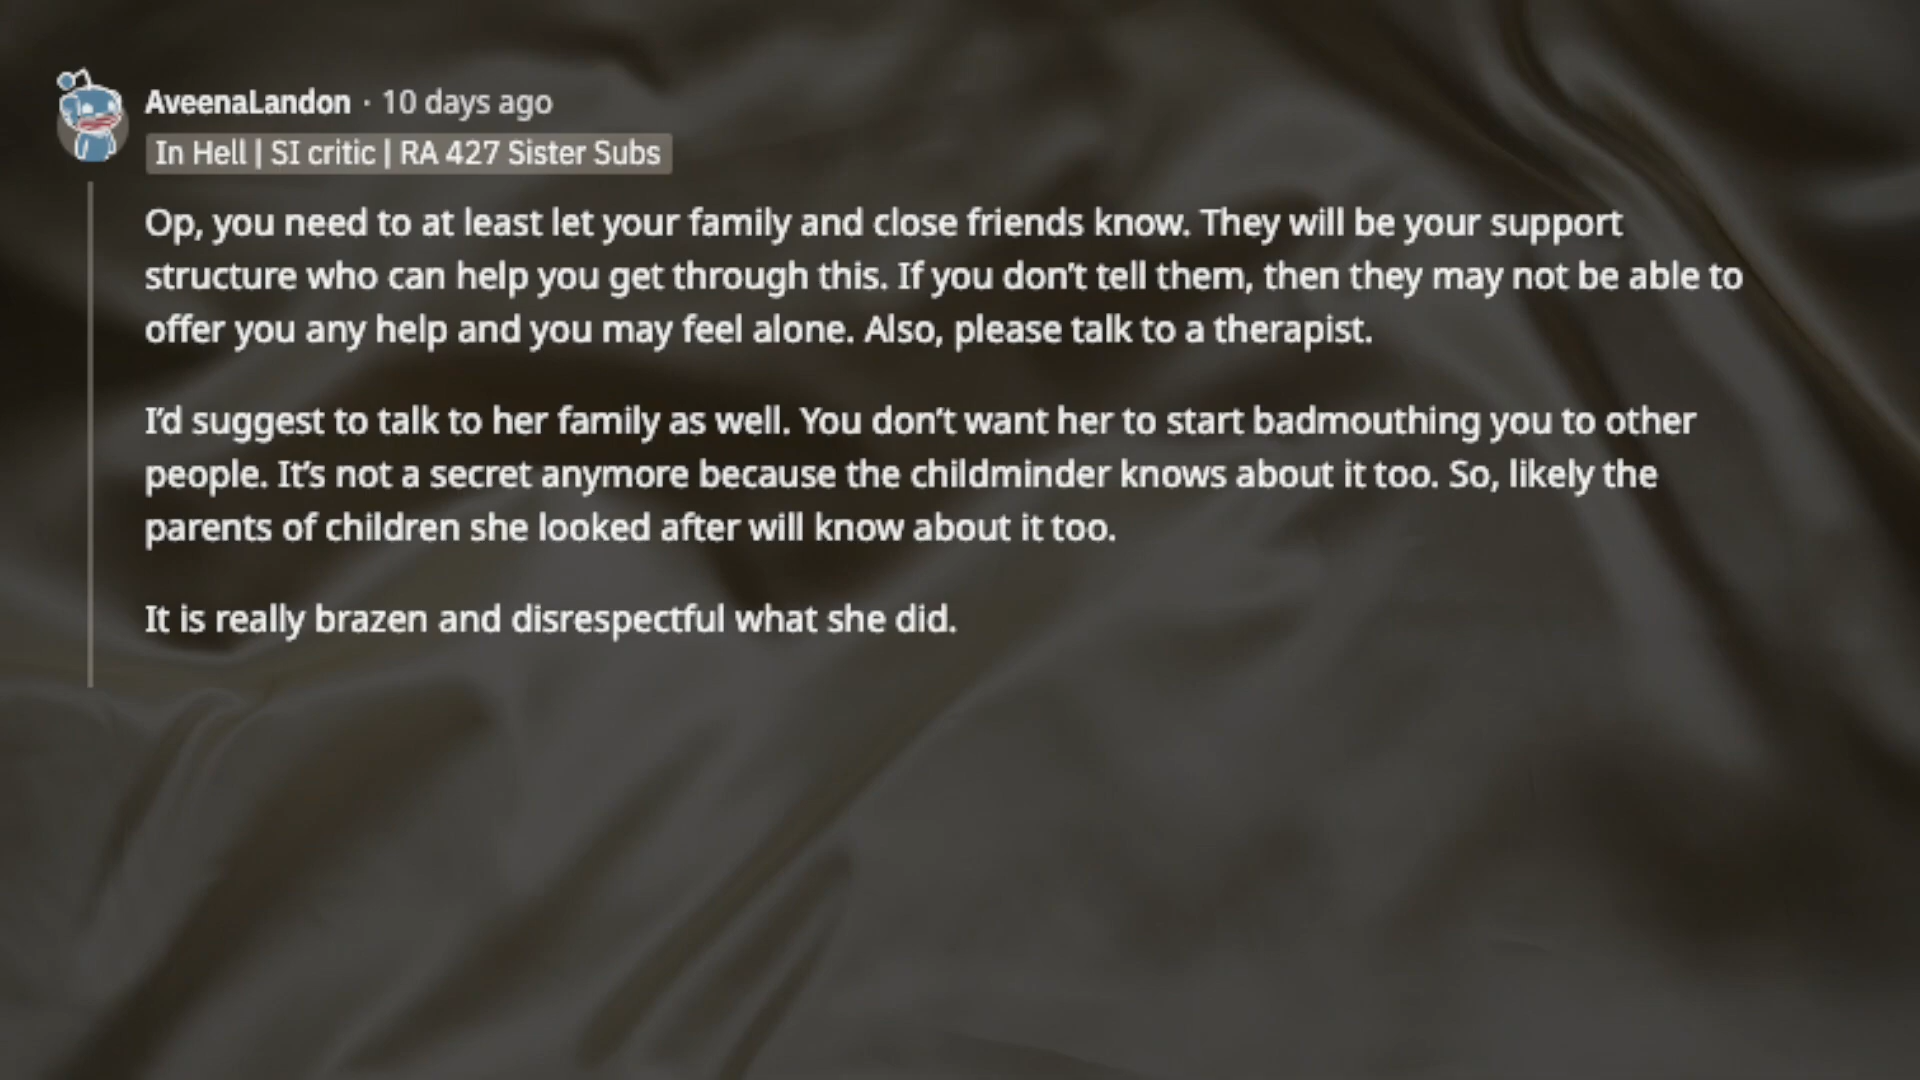 AveenaLandon · 10 days ago
In Hell | SI critic | RA 427 Sister Subs
Op, you need to at least let your family and close friends know. They will be your support
structure who can help you get through this. If you don't tell them, then they may not be able to
offer you any help and you may feel alone. Also, please talk to a therapist.
I'd suggest to talk to her family as well. You don't want her to start badmouthing you to other
people. It's not a secret anymore because the childminder knows about it too. So, likely the
parents of children she looked after will know about it too.
It is really brazen and disrespectful what she did.